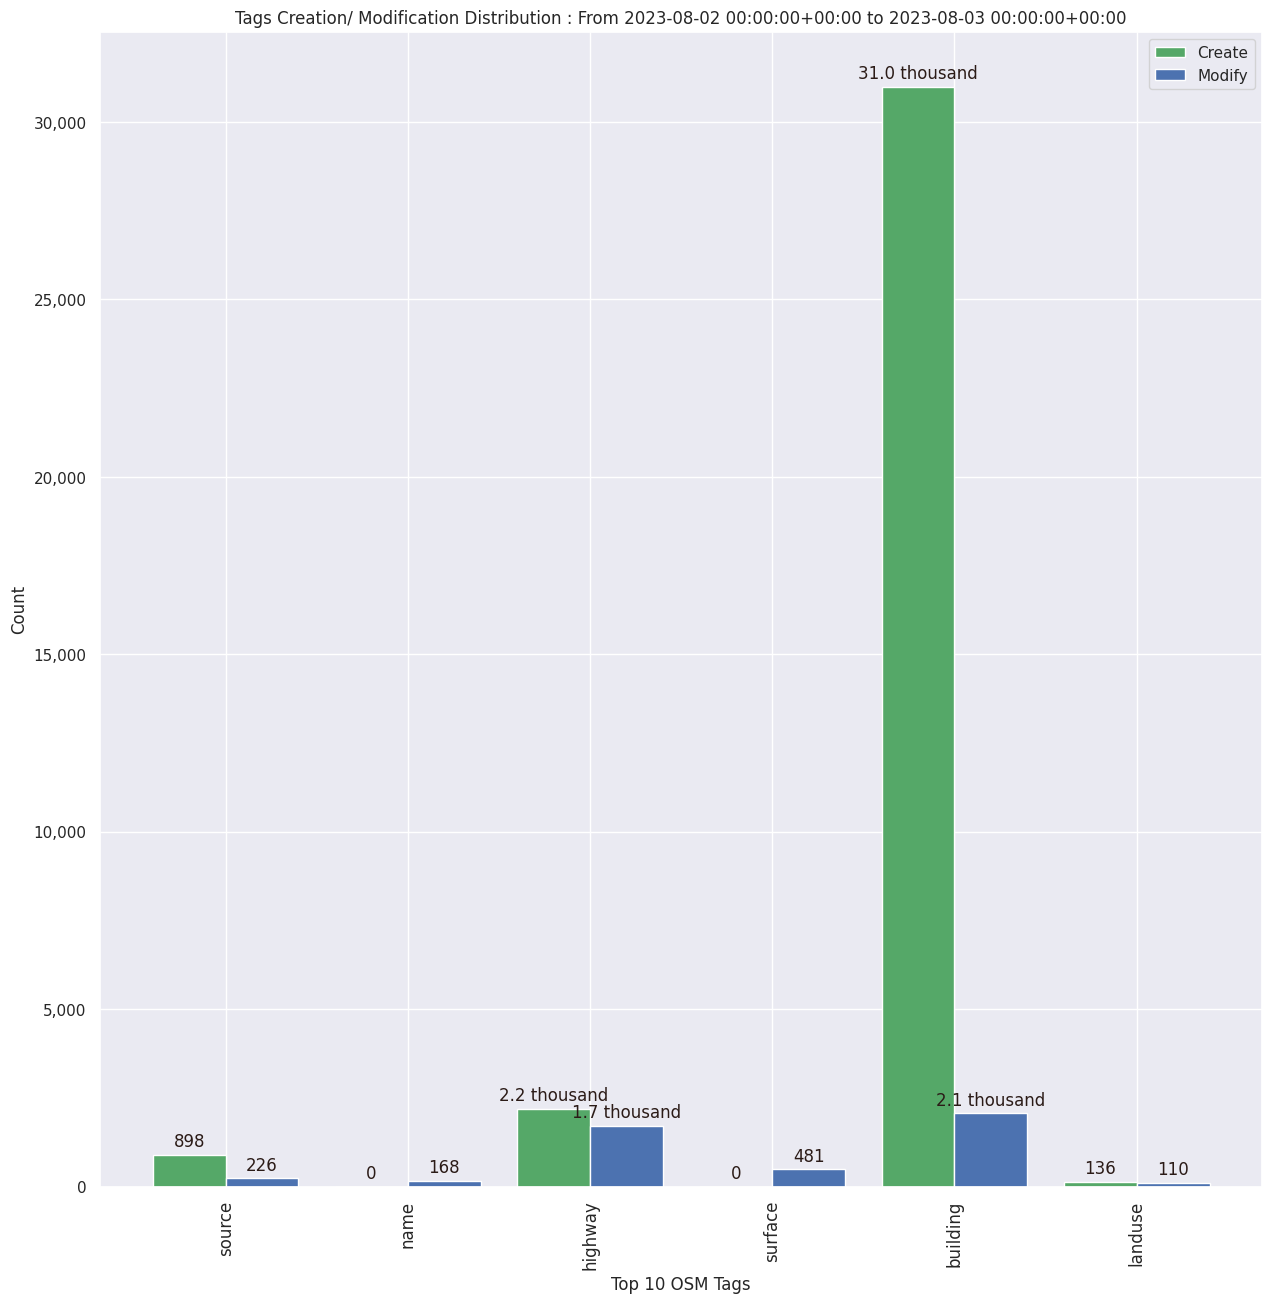 Tags Creation/ Modification Distribution : From 2023-08-02 00:00:00+00:00 to 2023-08-03 00:00:00+00:00
Create
Modify
31.0 thousand
30,000
25,000
20,000
15,000
10,000
5,000
0
Count
898
226
0
168
2.2 thousand
1.7 thousand
0
481
2.1 thousand
136
110
source
name
highway
surface
building
landuse
Top 10 OSM Tags